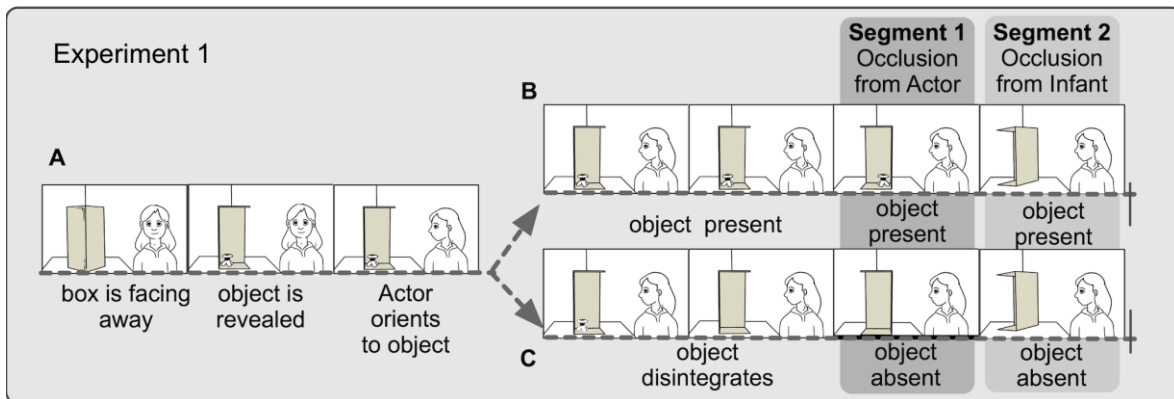 Experiment 1
A
box is facing
away
object is
revealed
Actor
orients
to object
B
Segment 1
Occlusion
from Actor
Segment 2
Occlusion
from Infant
object present
object
present
object
present
C
object
disintegrates
object
absent
object
absent